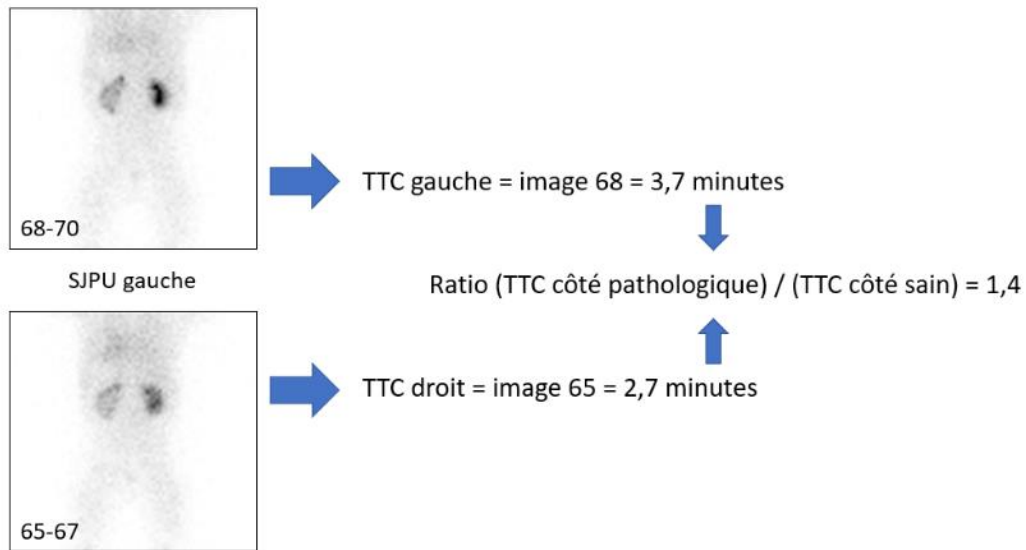 68-70
TTC gauche = image 68 = 3,7 minutes
SJPU gauche
Ratio (TTC côté pathologique) / (TTC côté sain) = 1,4
TTC droit = image 65 = 2,7 minutes
65-67